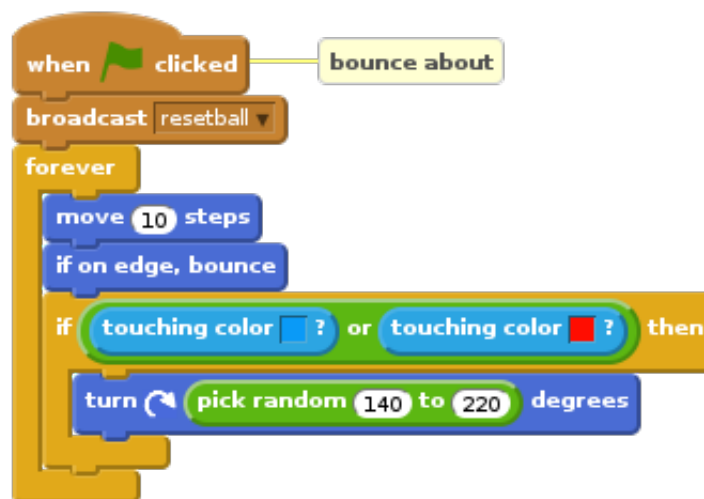 when clicked bounce about
broadcast resetball
forever
move 10 steps
if on edge, bounce
if touching color ? or touching color ? then
turn pick random 140 to 220 degrees